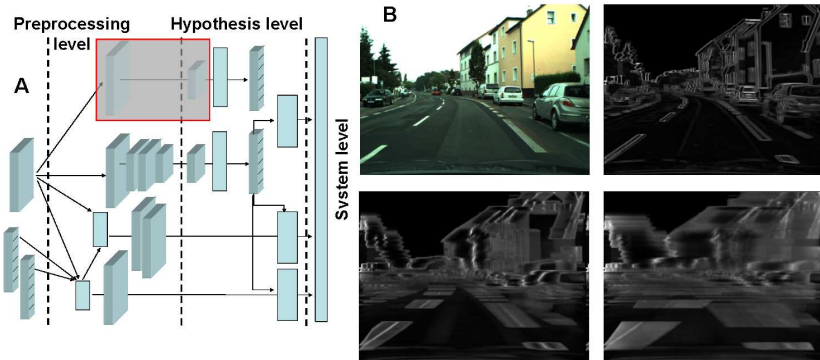 Preprocessing
level
Hypothesis level
A
System level
B